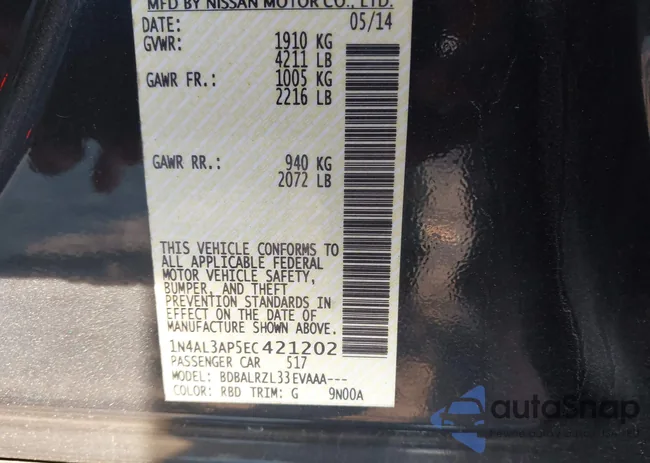 MFD BY NISSAN MOTOR CO., LTD.
DATE: 05/14
GVWR: 1910 KG
4211 LB
GAWR FR.: 1005 KG
2216 LB
GAWR RR.: 940 KG
2072 LB
THIS VEHICLE CONFORMS TO
ALL APPLICABLE FEDERAL
MOTOR VEHICLE SAFETY,
BUMPER, AND THEFT
PREVENTION STANDARDS IN
EFFECT ON THE DATE OF
MANUFACTURE SHOWN ABOVE.
1N4AL3AP5EC421202
PASSENGER CAR 517
MODEL: BDBALRZL33EVAAA---
COLOR: RBD TRIM: G 9N00A
autoSnap